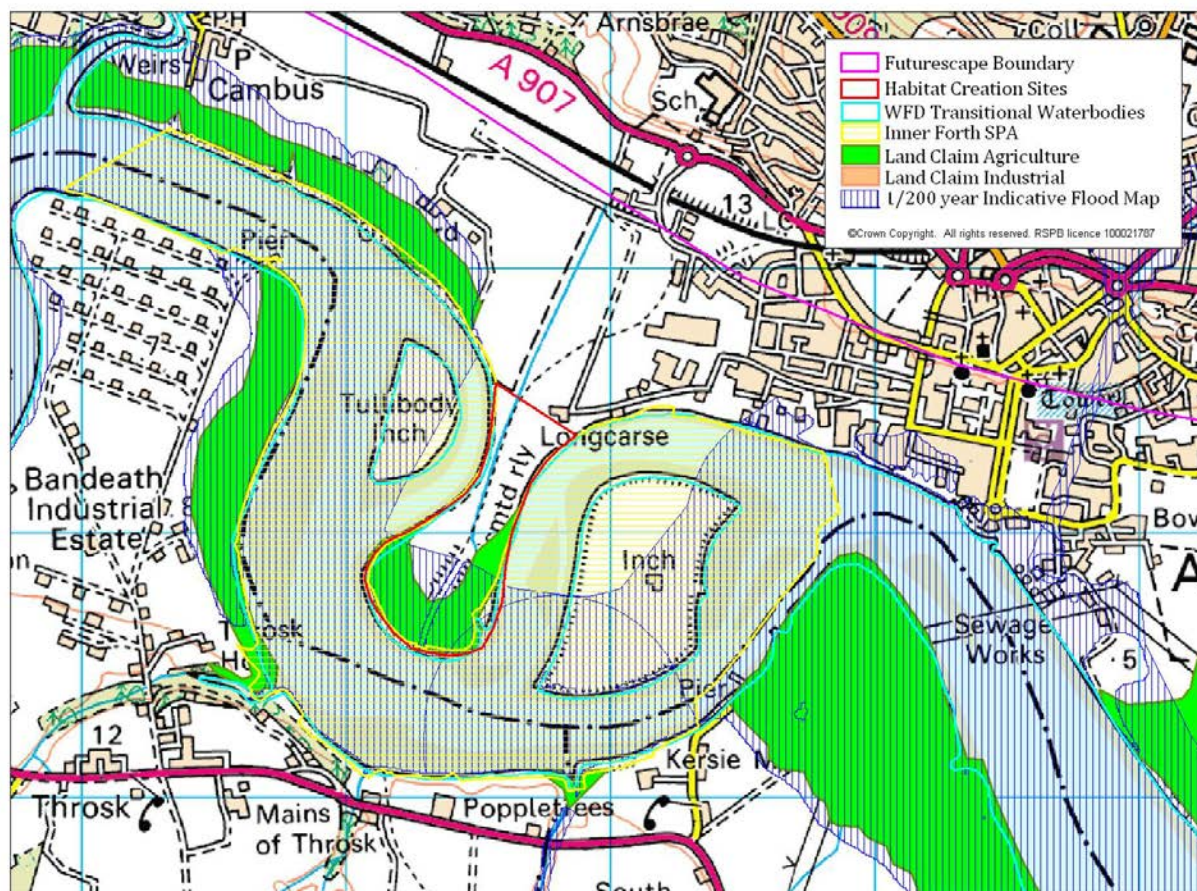 PH
Weirs
P
Cambus
Arnsbrae
A 907
Sch
Coll
Futurescape Boundary
Habitat Creation Sites
WFD Transitional Waterbodies
Inner Forth SPA
Land Claim Agriculture
Land Claim Industrial
1/200 year Indicative Flood Map
©Crown Copyright. All rights reserved. RSPB licence 100021787
13
L.C.
Pier
Tullibody
Inch
Longcarse
Bandeath
Industrial
Estate
Inch
H
Bow
A
Throsk
Ho
Sewage
Works
5
Pier
12
Kersie M
Throsk
Mains
of Throsk
Poppletrees
South